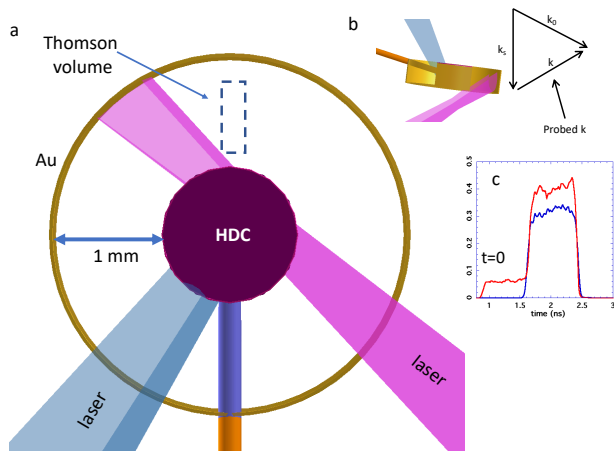 a
Thomson
volume
Au
HDC
1 mm
laser
laser
b
k₀
kₛ
k
Probed k
c
0.5
0.4
0.3
0.2
0.1
0
t=0
1
1.5
2
2.5
3
time (ns)